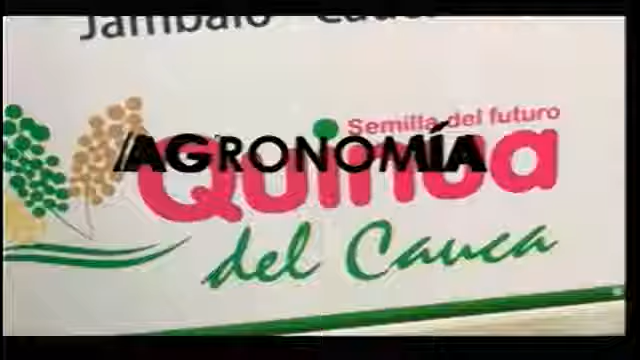 Jambaló
Semilla del futuro
AGRONOMÍA
Quinua
del Cauca